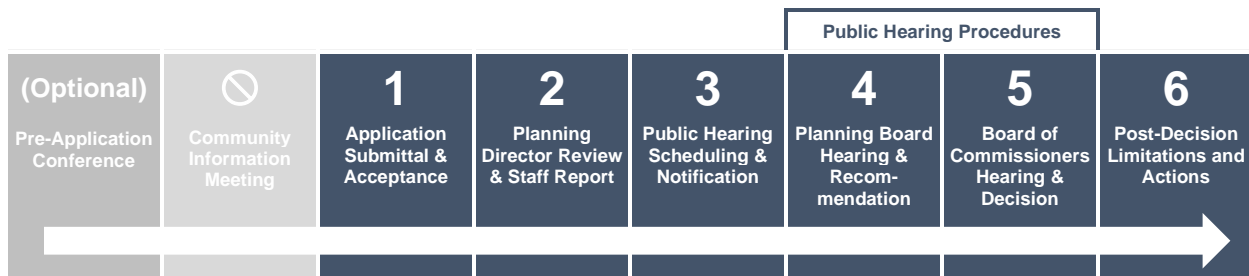 Public Hearing Procedures
(Optional)
Pre-Application
Conference
Community
Information
Meeting
1
Application
Submittal &
Acceptance
2
Planning
Director Review
& Staff Report
3
Public Hearing
Scheduling &
Notification
4
Planning Board
Hearing &
Recom-
mendation
5
Board of
Commissioners
Hearing &
Decision
6
Post-Decision
Limitations and
Actions